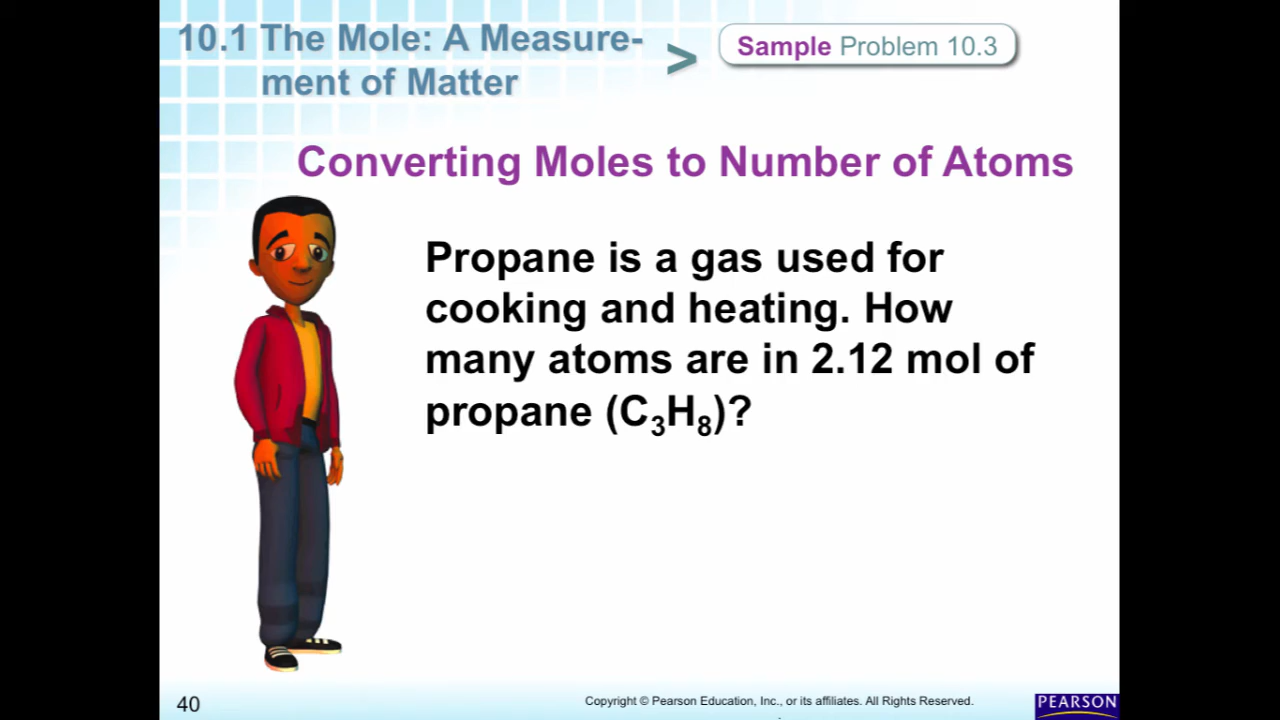 10.1 The Mole: A Measure-
ment of Matter
>
Sample Problem 10.3
Converting Moles to Number of Atoms
Propane is a gas used for
cooking and heating. How
many atoms are in 2.12 mol of
propane (C₃H₈)?
40
Copyright © Pearson Education, Inc., or its affiliates. All Rights Reserved.
PEARSON